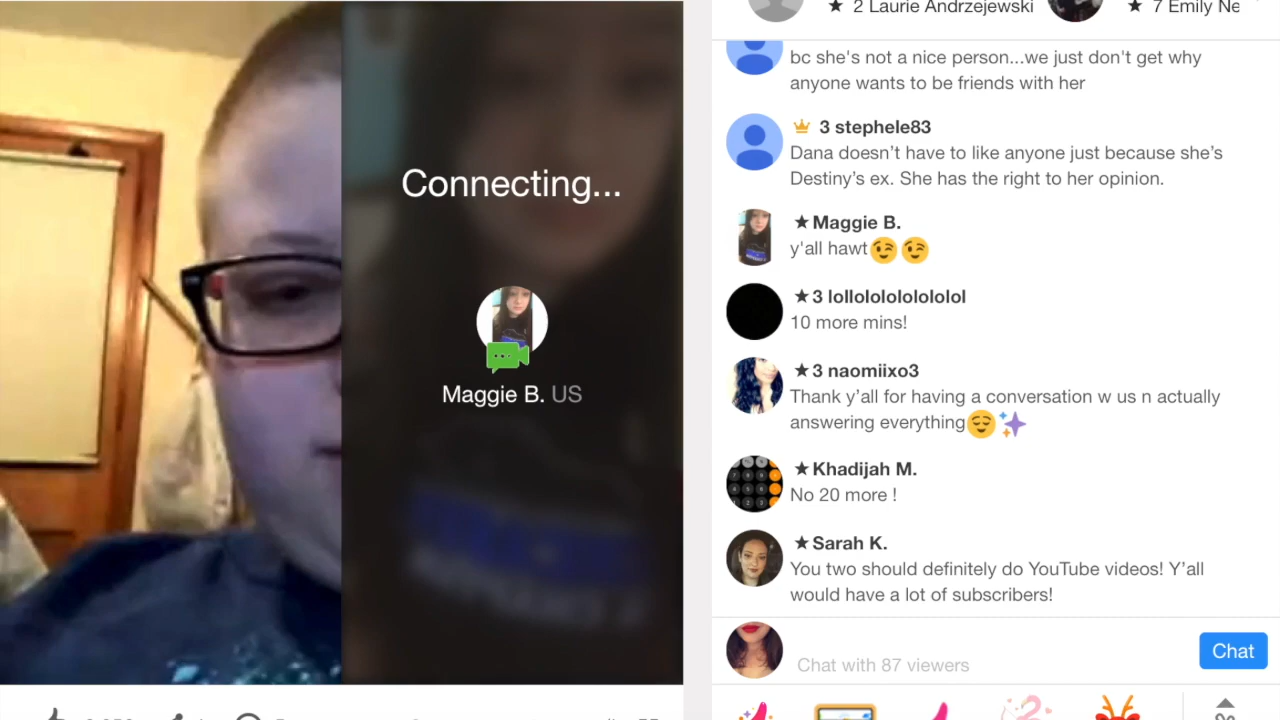 Connecting...
Maggie B. US
★ 2 Laurie Andrzejewski ★ 7 Emily Ne
bc she's not a nice person...we just don't get why
anyone wants to be friends with her
3 stephele83
Dana doesn’t have to like anyone just because she’s
Destiny’s ex. She has the right to her opinion.
★ Maggie B.
y'all hawt😉😉
★ 3 lollolololololol
10 more mins!
★ 3 naomiixo3
Thank y’all for having a conversation w us n actually
answering everything😌✨
★ Khadijah M.
No 20 more !
★ Sarah K.
You two should definitely do YouTube videos! Y’all
would have a lot of subscribers!
Chat with 87 viewers
Chat